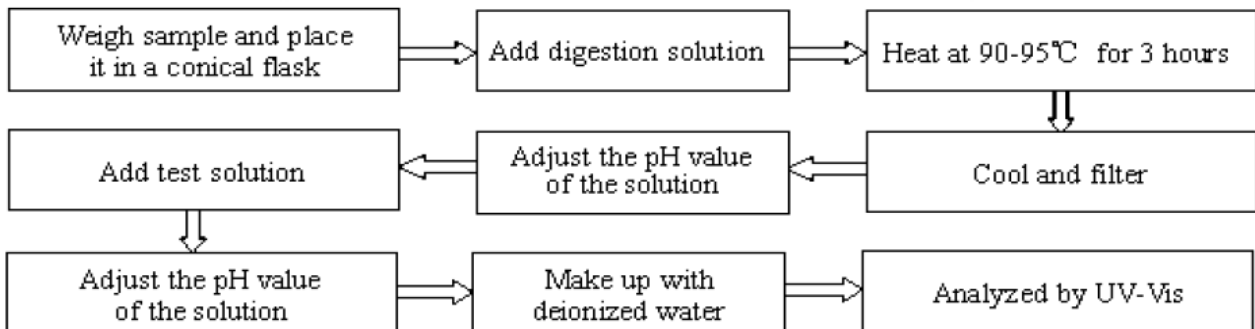 Weigh sample and place
it in a conical flask
Add digestion solution
Heat at 90-95℃ for 3 hours
Cool and filter
Adjust the pH value
of the solution
Add test solution
Adjust the pH value
of the solution
Make up with
deionized water
Analyzed by UV-Vis